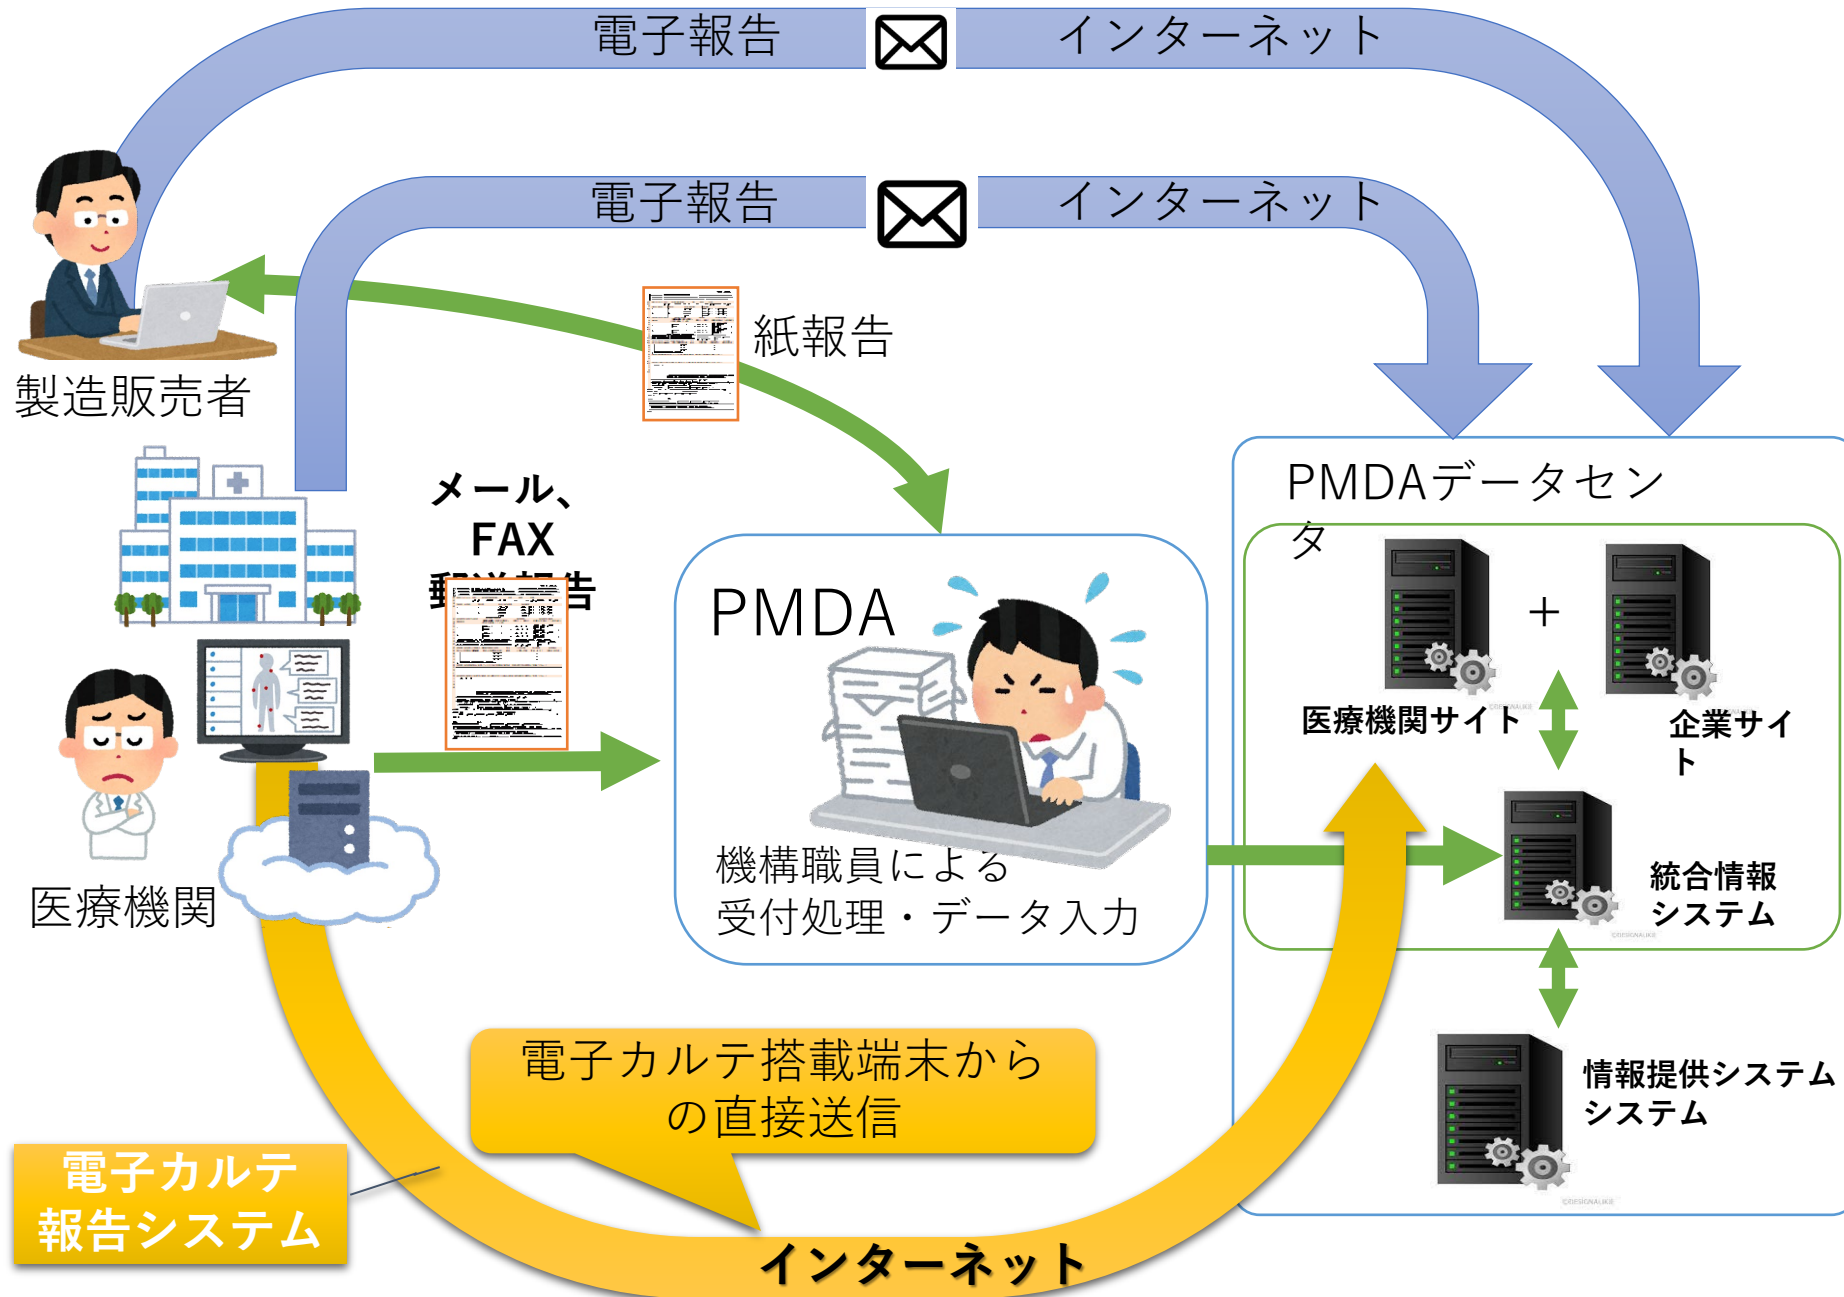 電子報告
インターネット
電子報告
インターネット
紙報告
製造販売者
メール、
FAX
郵送報告
PMDAデータセン
タ
PMDA
+
医療機関サイト
企業サイ
ト
機構職員による
受付処理・データ入力
統合情報
システム
医療機関
電子カルテ搭載端末から
の直接送信
情報提供システム
システム
電子カルテ
報告システム
インターネット